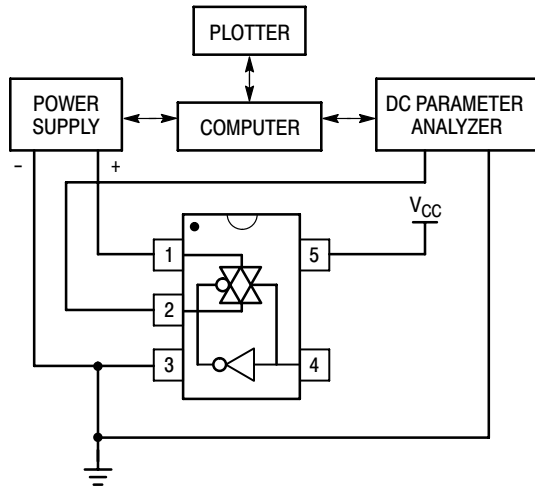 PLOTTER
POWER
SUPPLY
COMPUTER
DC PARAMETER
ANALYZER
–
+
VCC
1
5
2
3
4